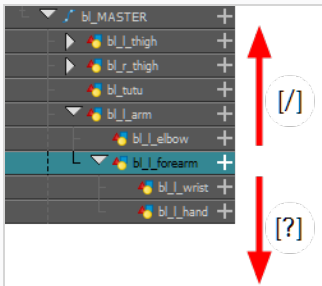 bl_MASTER
bl_l_thigh
bl_r_thigh
bl_tutu
bl_l_arm
bl_l_elbow
bl_l_forearm
bl_l_wrist
bl_l_hand
[/]
[?]